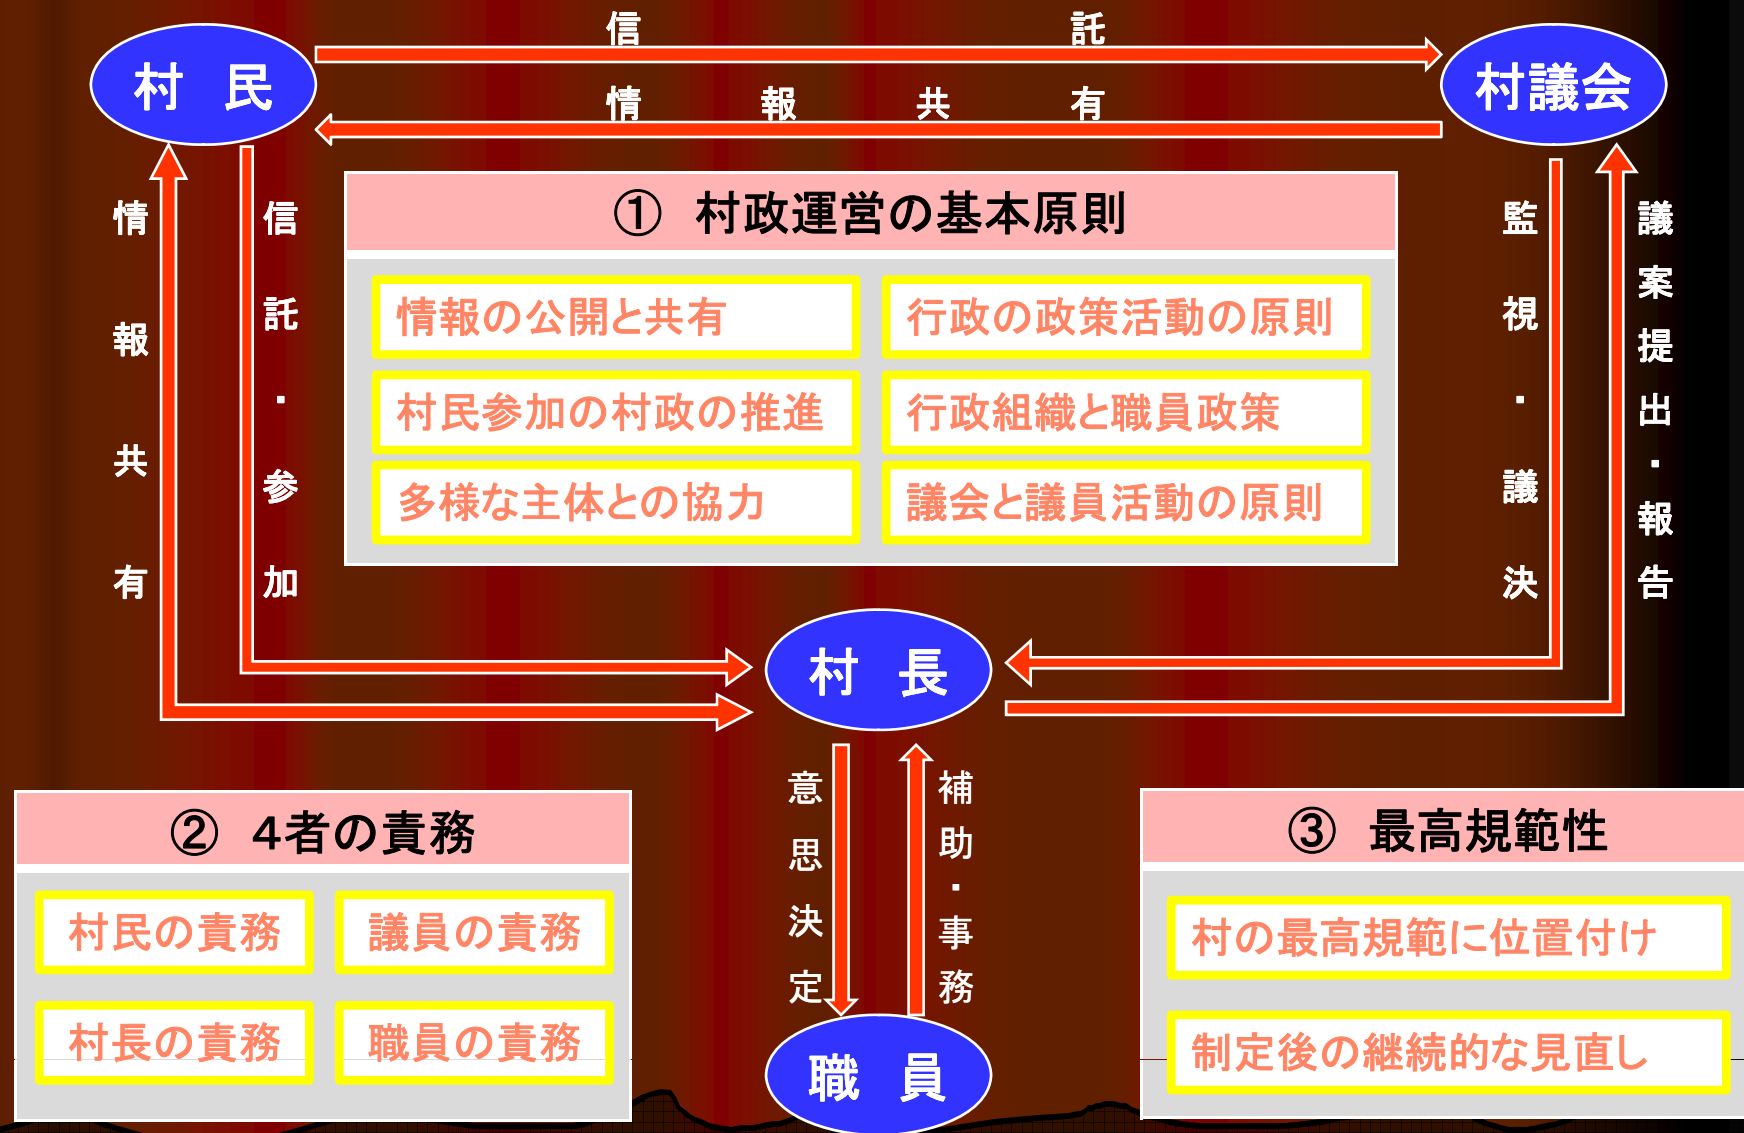 信託
村民
村議会
情報共有
情報共有
信託・参加
① 村政運営の基本原則
情報の公開と共有
行政の政策活動の原則
村民参加の村政の推進
行政組織と職員政策
多様な主体との協力
議会と議員活動の原則
監視・議決
議案提出・報告
村長
意思決定
補助・事務
② ４者の責務
村民の責務
議員の責務
村長の責務
職員の責務
③ 最高規範性
村の最高規範に位置付け
制定後の継続的な見直し
職員